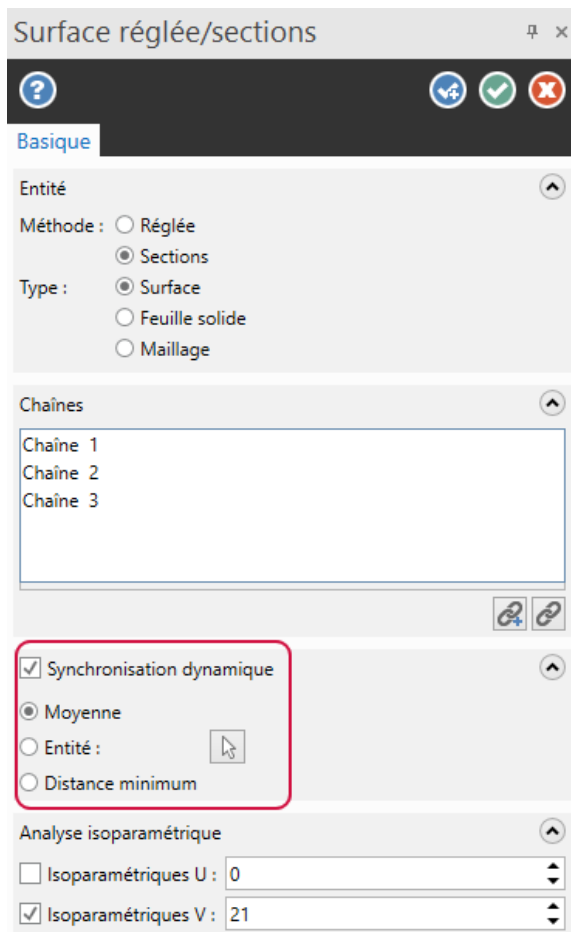 Surface réglée/sections
Basique
Entité
Méthode : Réglée
Sections
Type : Surface
Feuille solide
Maillage
Chaînes
Chaîne 1
Chaîne 2
Chaîne 3
Synchronisation dynamique
Moyenne
Entité :
Distance minimum
Analyse isoparamétrique
Isoparamétriques U : 0
Isoparamétriques V : 21